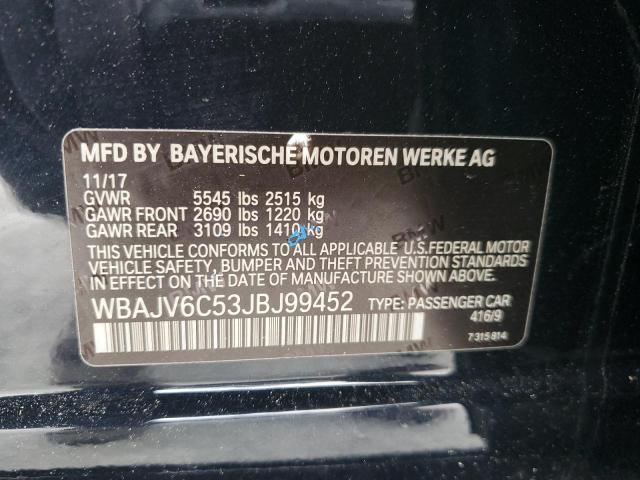 MFD BY BAYERISCHE MOTOREN WERKE AG
11/17
GVWR 5545 lbs 2515 kg
GAWR FRONT 2690 lbs 1220 kg
GAWR REAR 3109 lbs 1410 kg
THIS VEHICLE CONFORMS TO ALL APPLICABLE U.S.FEDERAL MOTOR
VEHICLE SAFETY, BUMPER AND THEFT PREVENTION STANDARDS
IN EFFECT ON THE DATE OF MANUFACTURE SHOWN ABOVE.
WBAJV6C53JBJ99452 TYPE: PASSENGER CAR
416/9
7 315 814